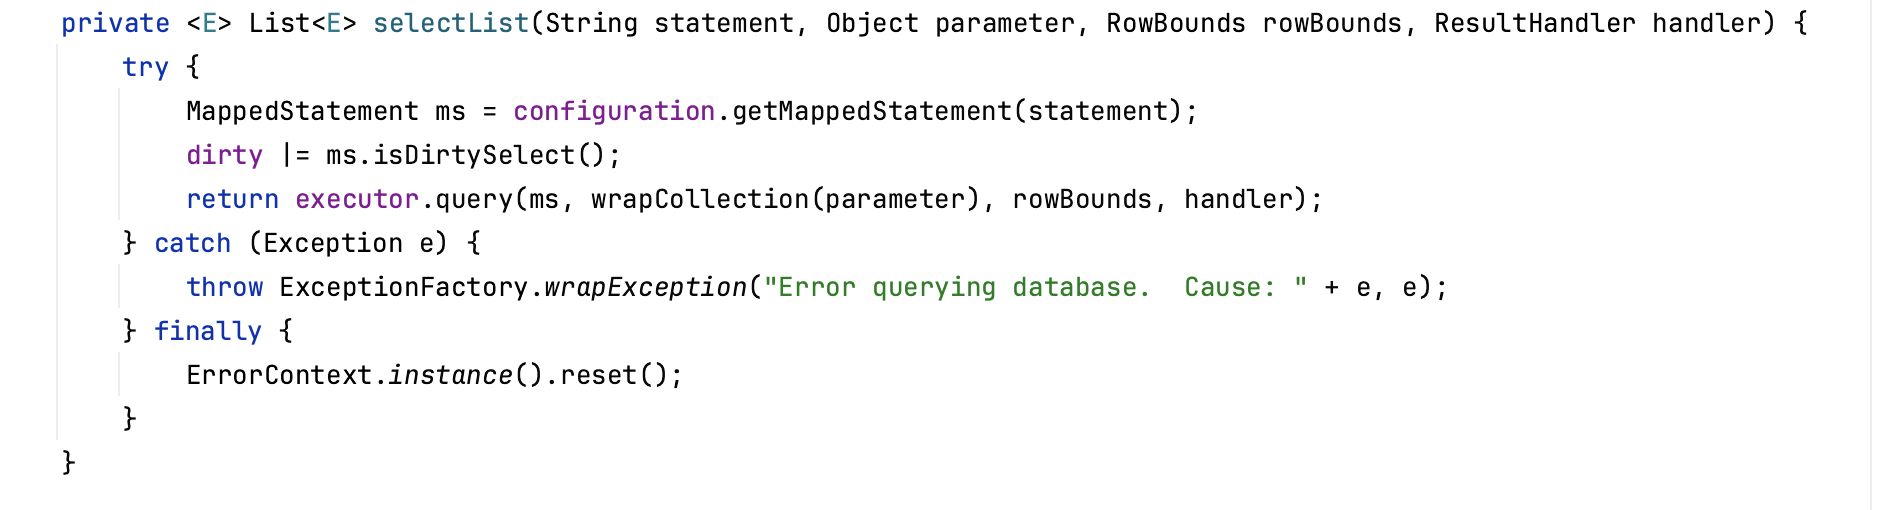 private <E> List<E> selectList(String statement, Object parameter, RowBounds rowBounds, ResultHandler handler) {
    try {
        MappedStatement ms = configuration.getMappedStatement(statement);
        dirty |= ms.isDirtySelect();
        return executor.query(ms, wrapCollection(parameter), rowBounds, handler);
    } catch (Exception e) {
        throw ExceptionFactory.wrapException("Error querying database.  Cause: " + e, e);
    } finally {
        ErrorContext.instance().reset();
    }
}